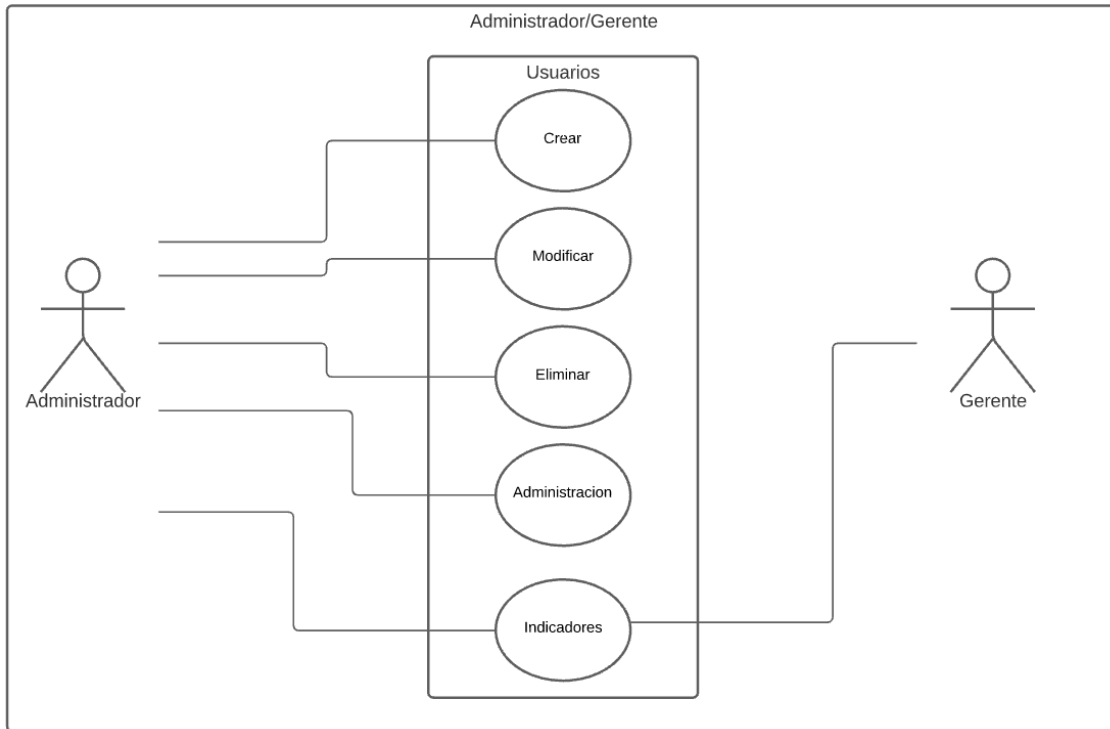 Administrador/Gerente
Usuarios
Crear
Modificar
Eliminar
Administrador
Gerente
Administracion
Indicadores